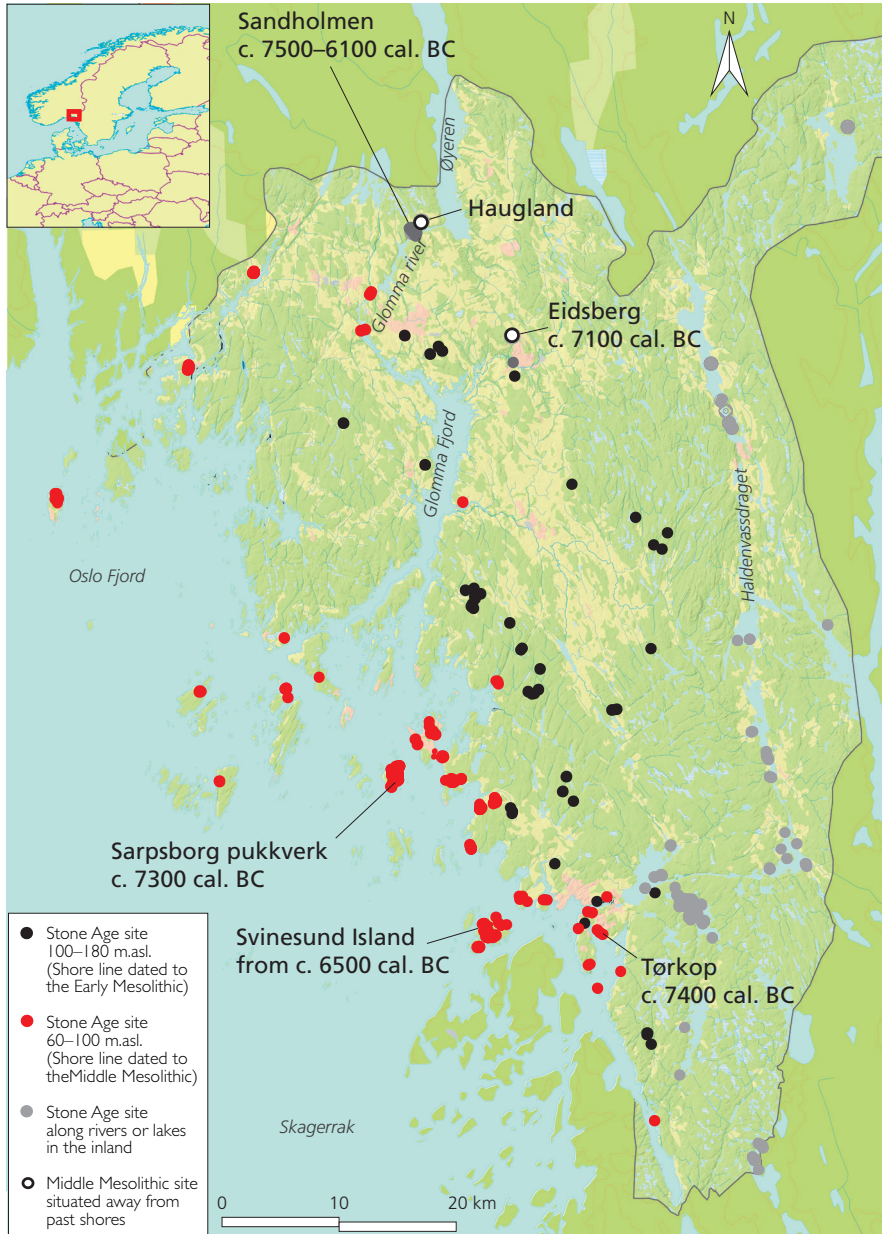 Sandholmen
c. 7500–6100 cal. BC
N
Øyeren
Haugland
Glomma river
Eidsberg
c. 7100 cal. BC
Glomma Fjord
Haldenvassdraget
Oslo Fjord
Sarpsborg pukkverk
c. 7300 cal. BC
Svinesund Island
from c. 6500 cal. BC
Tørkop
c. 7400 cal. BC
Skagerrak
Stone Age site
100–180 m.asl.
(Shore line dated to
the Early Mesolithic)
Stone Age site
60–100 m.asl.
(Shore line dated to
theMiddle Mesolithic)
Stone Age site
along rivers or lakes
in the inland
Middle Mesolithic site
situated away from
past shores
0 10 20 km